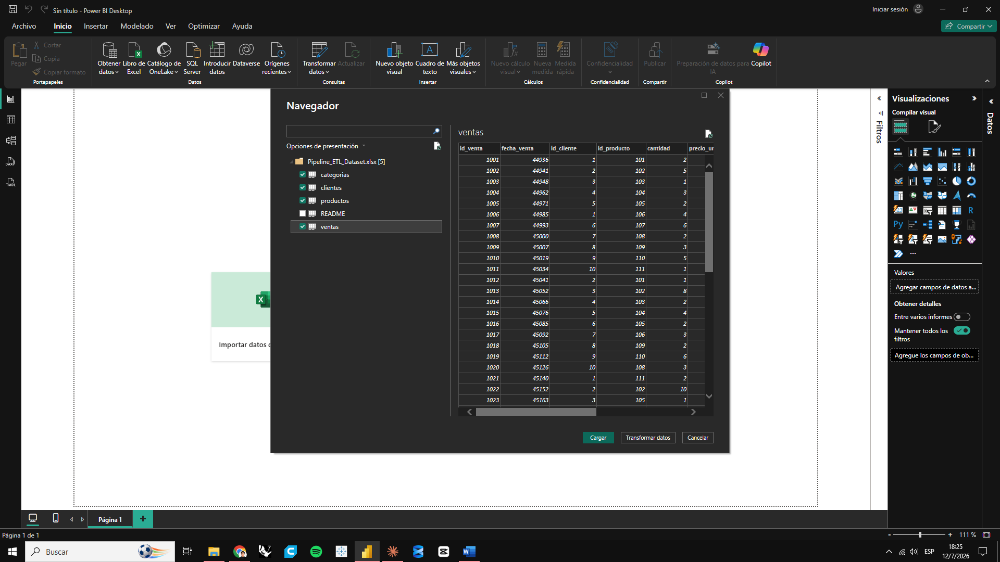 Sin título - Power BI Desktop
Iniciar sesión
Archivo
Inicio
Insertar
Modelado
Ver
Optimizar
Ayuda
Compartir
Pegar
Cortar
Copia
Copiar formato
Portapapeles
Obtener datos
Libro de Excel
Catálogo de OneLake
SQL Server
Introducir datos
Dataverse
Orígenes recientes
Datos
Transformar datos
Actualizar
Consultas
Nuevo objeto visual
Cuadro de texto
Más objetos visuales
Insertar
Nuevo cálculo visual
Nueva medida
Medida rápida
Cálculos
Confidencialidad
Confidencialidad
Publicar
Compartir
Preparación de datos para IA
Copilot
Copilot
DAX
TMDL
Importar datos d
Navegador
Opciones de presentación
Pipeline_ETL_Dataset.xlsx [5]
categorias
clientes
productos
README
ventas
ventas
id_venta fecha_venta id_cliente id_producto cantidad precio_ur
1001 44936 1 101 2
1002 44941 2 102 5
1003 44948 3 103 1
1004 44962 4 104 3
1005 44971 5 105 2
1006 44985 1 106 4
1007 44993 6 107 6
1008 45000 7 108 2
1009 45007 8 109 3
1010 45019 9 110 5
1011 45034 10 111 1
1012 45041 2 101 1
1013 45052 3 102 8
1014 45066 4 103 2
1015 45076 5 104 4
1016 45085 6 105 2
1017 45092 7 106 3
1018 45105 8 109 2
1019 45112 9 110 6
1020 45126 10 108 3
1021 45140 1 111 2
1022 45152 2 102 10
1023 45163 3 105 1
Cargar
Transformar datos
Cancelar
Filtros
Visualizaciones
Compilar visual
123
R
Py
...
Valores
Agregar campos de datos a...
Obtener detalles
Entre varios informes
Mantener todos los filtros
Agregue los campos de ob...
Datos
Página 1
Página 1 de 1
- + 111 %
Buscar
ESP
18:25
12/7/2026